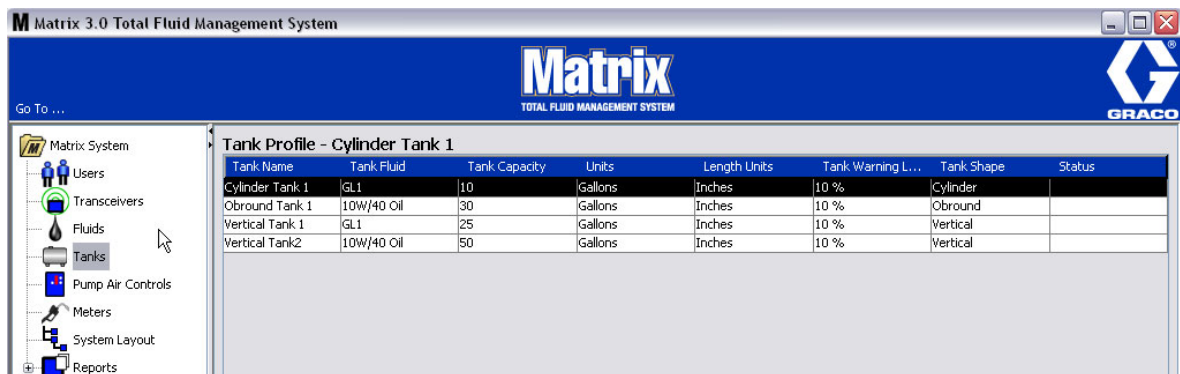 Matrix 3.0 Total Fluid Management System
Matrix
TOTAL FLUID MANAGEMENT SYSTEM
Go To ...
GRACO
Matrix System
Users
Transceivers
Fluids
Tanks
Pump Air Controls
Meters
System Layout
Reports
Tank Profile - Cylinder Tank 1
Tank Name Tank Fluid Tank Capacity Units Length Units Tank Warning L... Tank Shape Status
Cylinder Tank 1 GL1 10 Gallons Inches 10 % Cylinder
Obround Tank 1 10W/40 Oil 30 Gallons Inches 10 % Obround
Vertical Tank 1 GL1 25 Gallons Inches 10 % Vertical
Vertical Tank2 10W/40 Oil 50 Gallons Inches 10 % Vertical